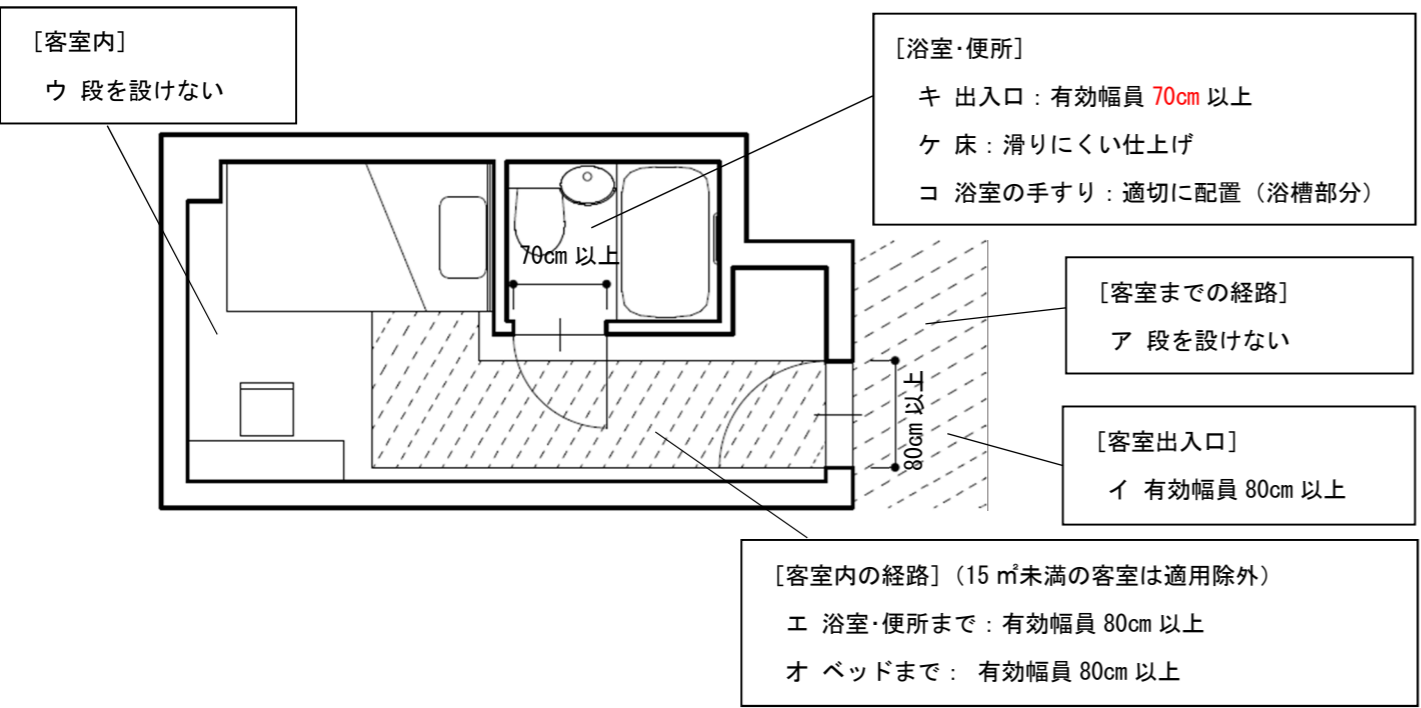 [客室内]
ウ 段を設けない
[浴室・便所]
キ 出入口：有効幅員 70cm 以上
ケ 床：滑りにくい仕上げ
コ 浴室の手すり：適切に配置（浴槽部分）
70cm 以上
[客室までの経路]
ア 段を設けない
80cm 以上
[客室出入口]
イ 有効幅員 80cm 以上
[客室内の経路]（15 ㎡未満の客室は適用除外）
エ 浴室・便所まで：有効幅員 80cm 以上
オ ベッドまで： 有効幅員 80cm 以上